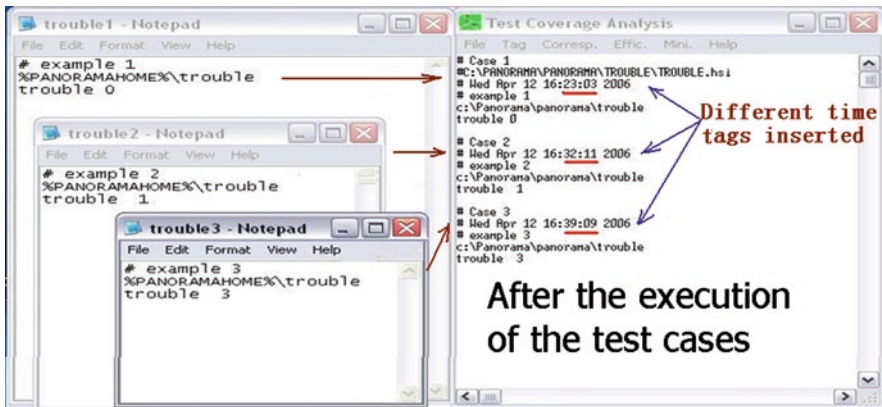 trouble1 - Notepad
File Edit Format View Help
# example 1
%PANORAMAHOME%\trouble
trouble 0
trouble2 - Notepad
File Edit Format View Help
# example 2
%PANORAMAHOME%\trouble
trouble 1
trouble3 - Notepad
File Edit Format View Help
# example 3
%PANORAMAHOME%\trouble
trouble 3
Test Coverage Analysis
File Tag Corresp. Effic. Mini. Help
# Case 1
#C:\PANORAMA\PANORAMA\TROUBLE\TROUBLE.hsi
# Wed Apr 12 16:23:03 2006
# example 1
c:\Panorama\panorama\trouble
trouble 0
# Case 2
# Wed Apr 12 16:32:11 2006
# example 2
c:\Panorama\panorama\trouble
trouble 1
# Case 3
# Wed Apr 12 16:39:09 2006
# example 3
c:\Panorama\panorama\trouble
trouble 3
Different time
tags inserted
After the execution
of the test cases